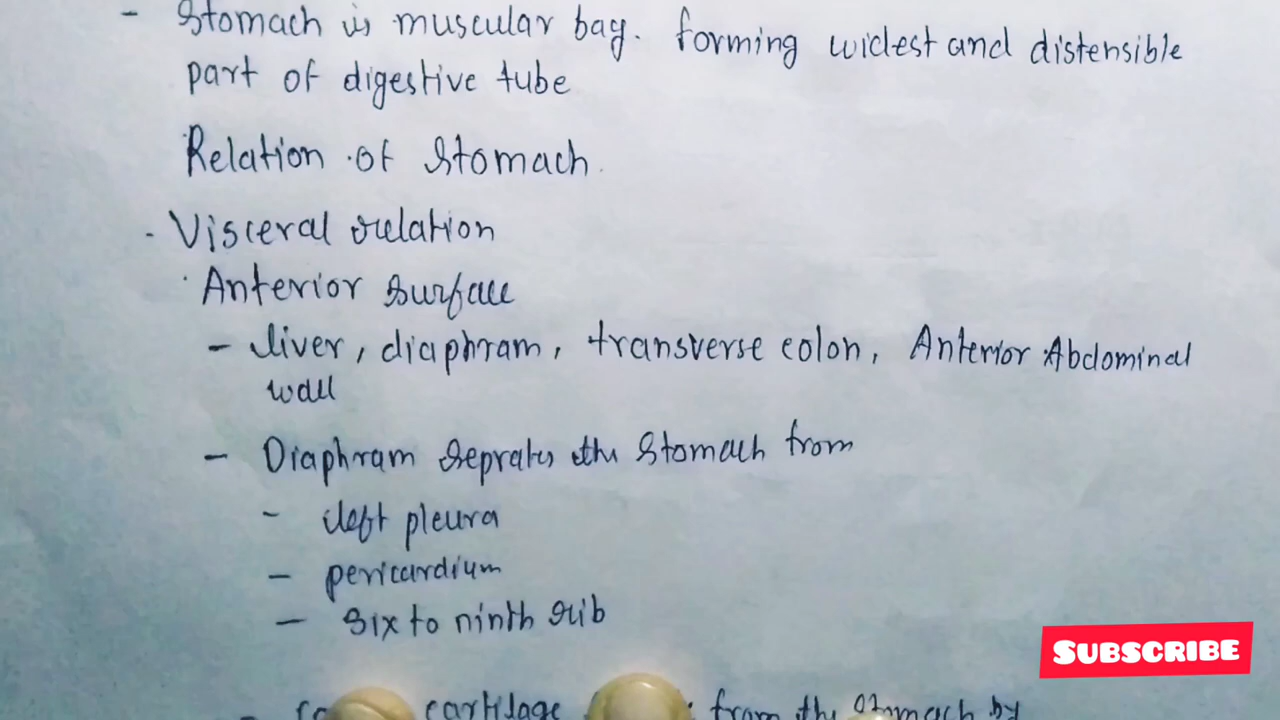 - Stomach is muscular bag. forming widest and distensible
part of digestive tube
Relation of Stomach.
- Visceral relation
Anterior surface
- liver, diaphram, transverse colon, Anterior Abdominal
wall
- Diaphram seprates the Stomach from
- left pleura
- pericardium
- Six to ninth rib
SUBSCRIBE
- cartilage from the stomach by